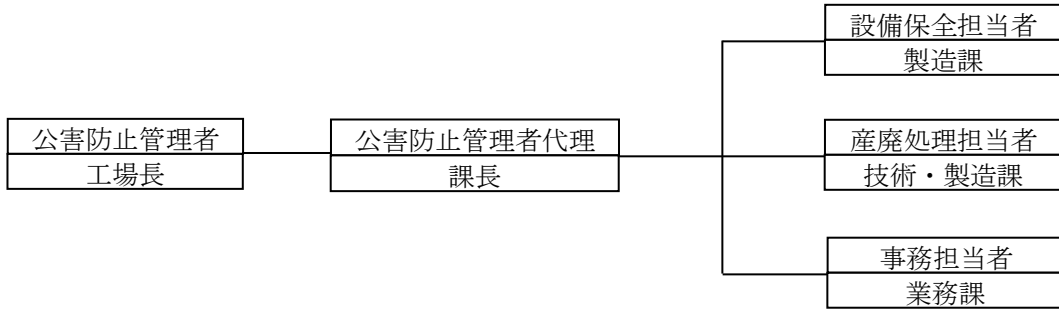 設備保全担当者
製造課
公害防止管理者
工場長
公害防止管理者代理
課長
産廃処理担当者
技術・製造課
事務担当者
業務課